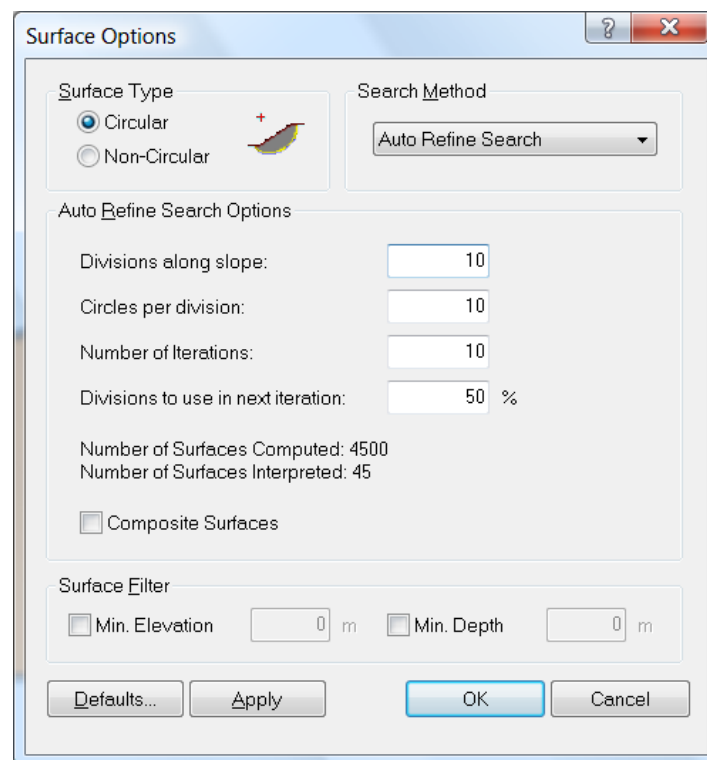 Surface Options
Surface Type
Circular
Non-Circular
Search Method
Auto Refine Search
Auto Refine Search Options
Divisions along slope: 10
Circles per division: 10
Number of Iterations: 10
Divisions to use in next iteration: 50 %
Number of Surfaces Computed: 4500
Number of Surfaces Interpreted: 45
Composite Surfaces
Surface Filter
Min. Elevation 0 m Min. Depth 0 m
Defaults... Apply OK Cancel